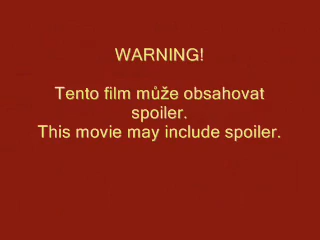 WARNING!
Tento film může obsahovat
spoiler.
This movie may include spoiler.